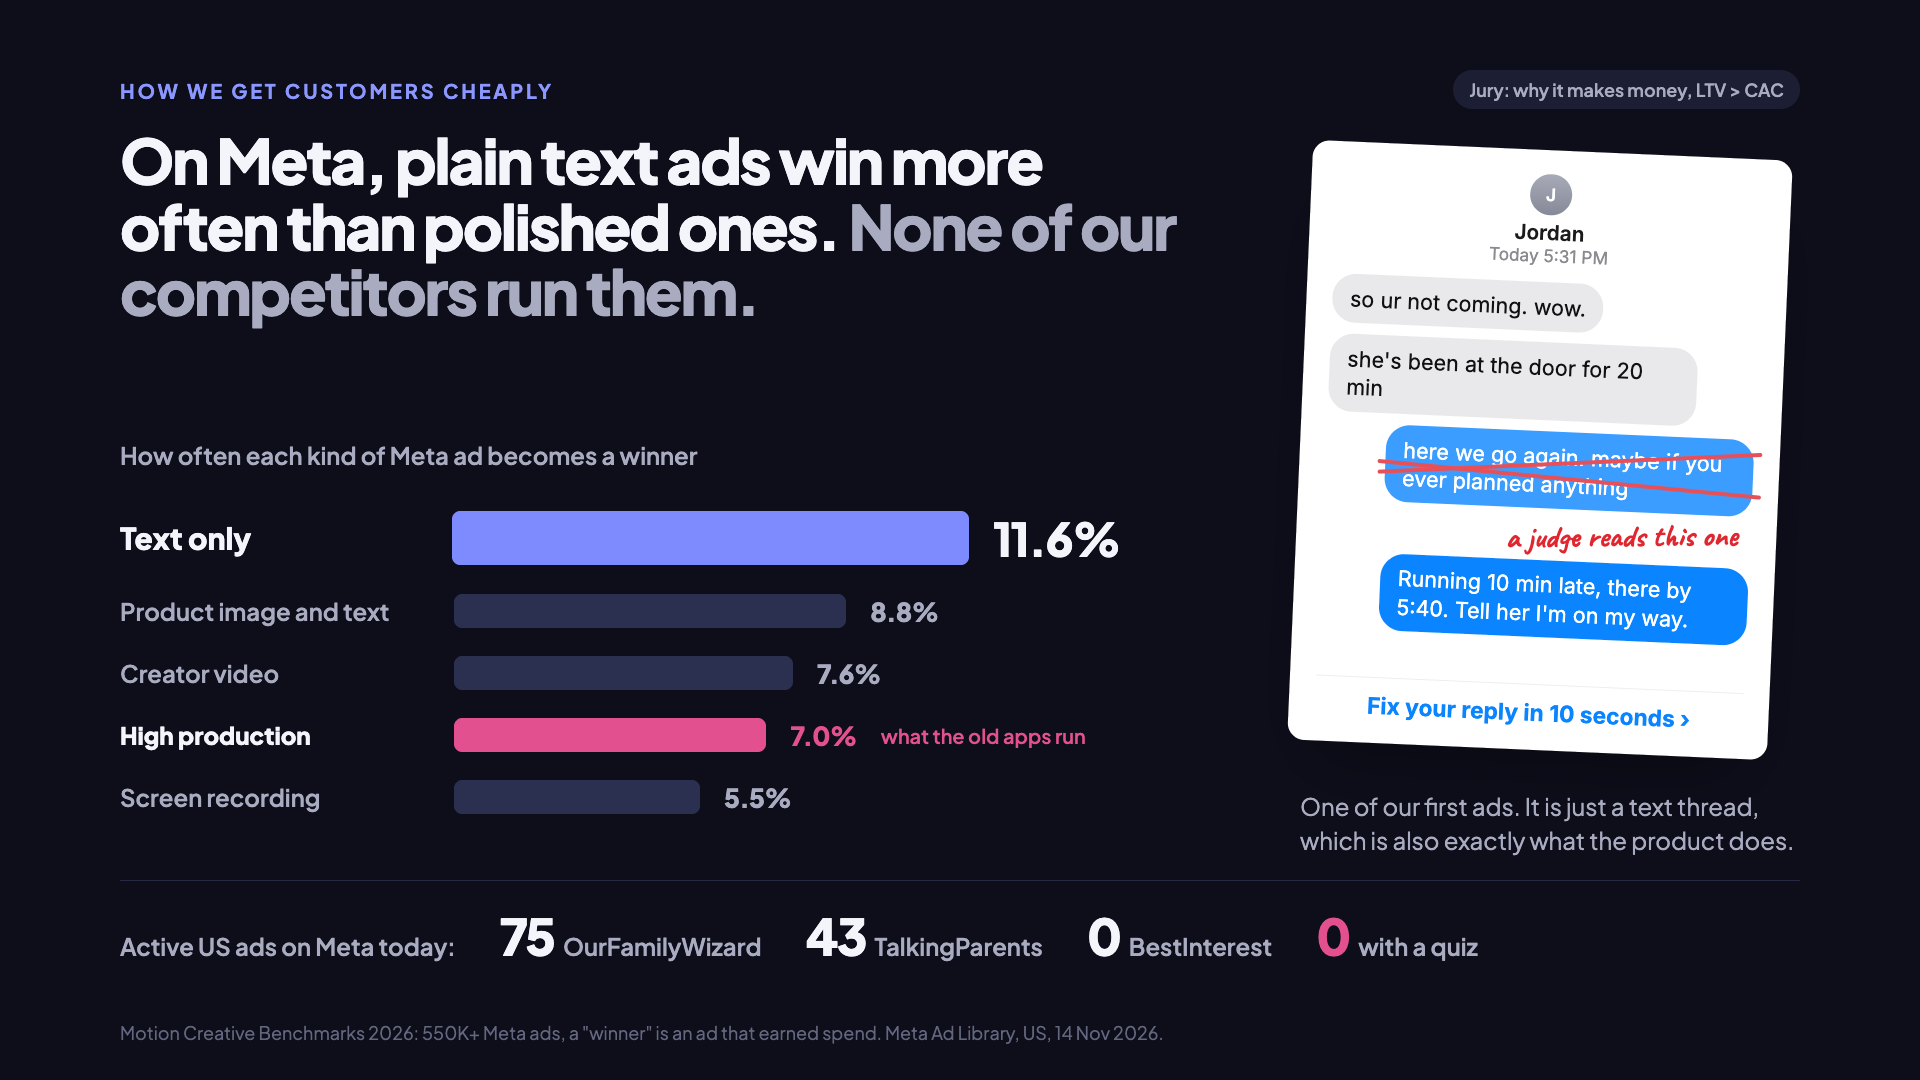 HOW WE GET CUSTOMERS CHEAPLY
Jury: why it makes money, LTV > CAC
On Meta, plain text ads win more
often than polished ones. None of our
competitors run them.
How often each kind of Meta ad becomes a winner
Text only 11.6%
Product image and text 8.8%
Creator video 7.6%
High production 7.0% what the old apps run
Screen recording 5.5%
J
Jordan
Today 5:31 PM
so ur not coming. wow.
she's been at the door for 20
min
here we go again. maybe if you
ever planned anything
a judge reads this one
Running 10 min late, there by
5:40. Tell her I'm on my way.
Fix your reply in 10 seconds ›
One of our first ads. It is just a text thread,
which is also exactly what the product does.
Active US ads on Meta today: 75 OurFamilyWizard 43 TalkingParents 0 BestInterest 0 with a quiz
Motion Creative Benchmarks 2026: 550K+ Meta ads, a "winner" is an ad that earned spend. Meta Ad Library, US, 14 Nov 2026.